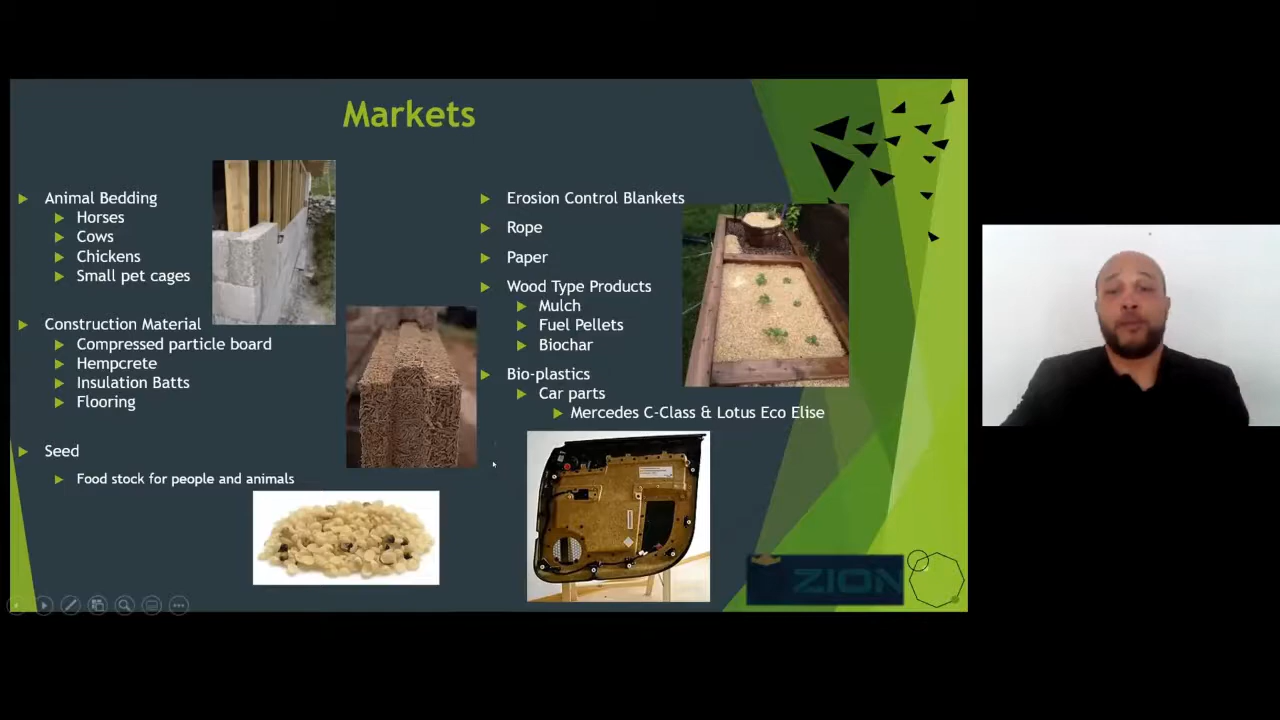 Markets
Animal Bedding
Horses
Cows
Chickens
Small pet cages
Construction Material
Compressed particle board
Hempcrete
Insulation Batts
Flooring
Seed
Food stock for people and animals
Erosion Control Blankets
Rope
Paper
Wood Type Products
Mulch
Fuel Pellets
Biochar
Bio-plastics
Car parts
Mercedes C-Class & Lotus Eco Elise
ZION